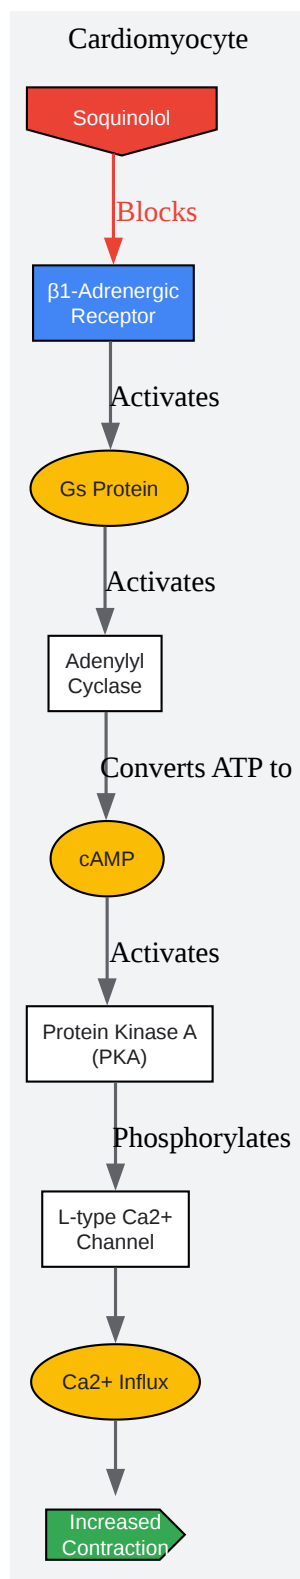 Cardiomyocyte
Soquinolol
Blocks
β1-Adrenergic
Receptor
Activates
Gs Protein
Activates
Adenylyl
Cyclase
Converts ATP to
cAMP
Activates
Protein Kinase A
(PKA)
Phosphorylates
L-type Ca2+
Channel
Ca2+ Influx
Increased
Contraction